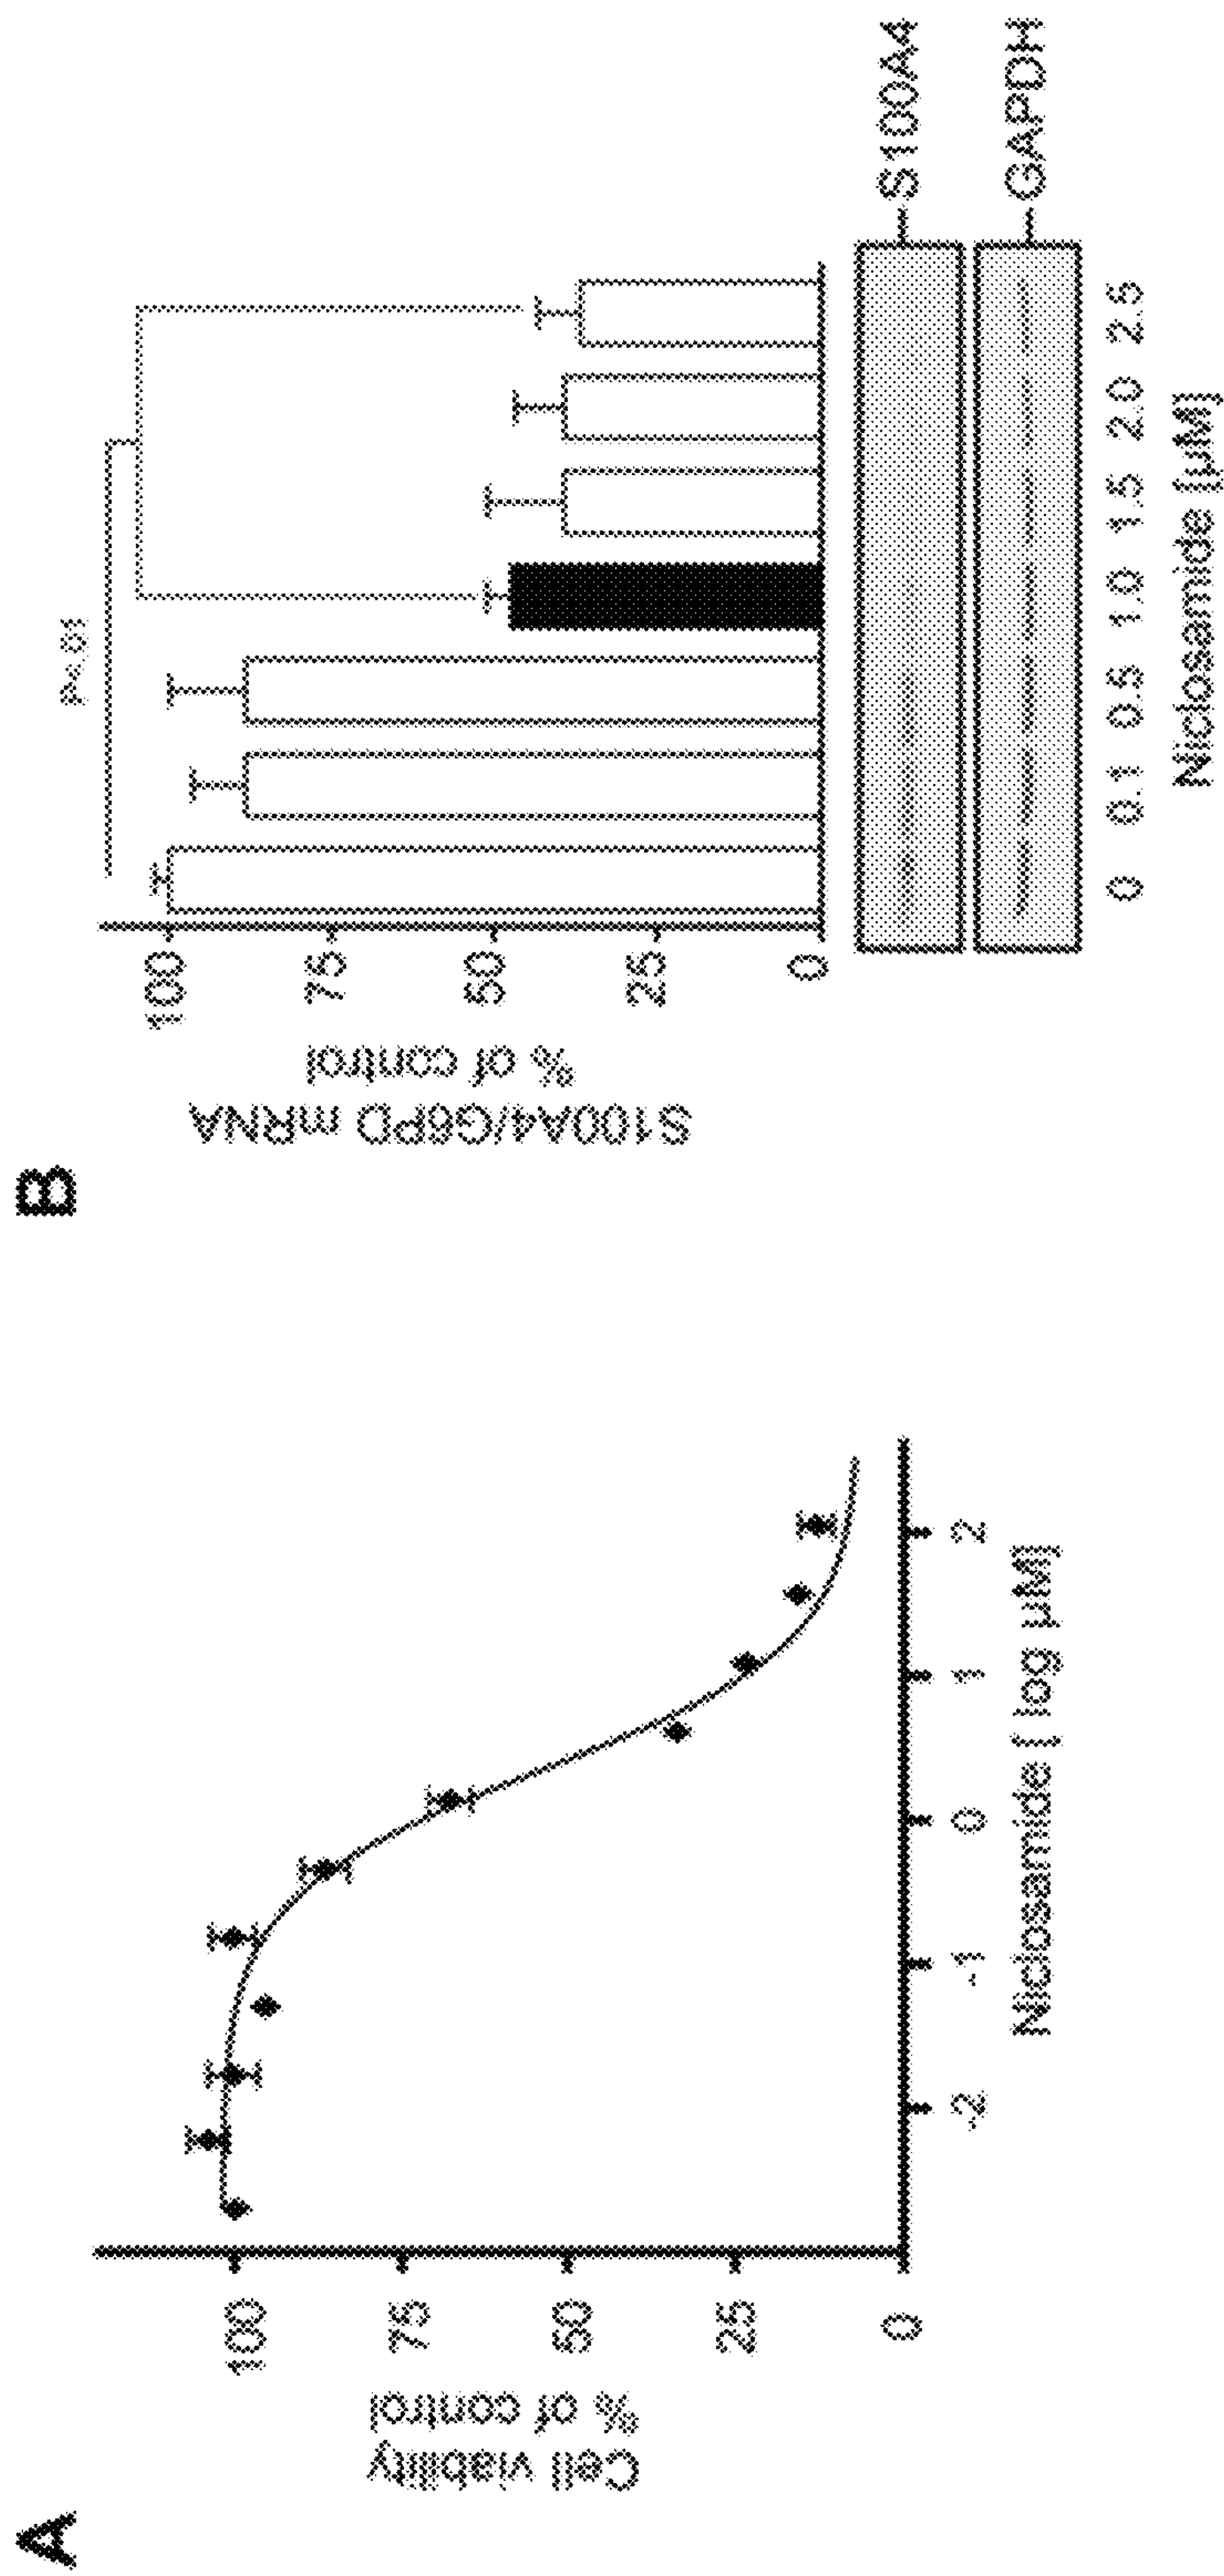 A
Cell viability
% of control
100
75
50
25
0
-2 -1 0 1 2
Niclosamide [ log µM]
B
S100A4/G6PD mRNA
% of control
100
75
50
25
0
p<.01
S100A4
GAPDH
0 0.1 0.5 1.0 1.5 2.0 2.5
Niclosamide [µM]